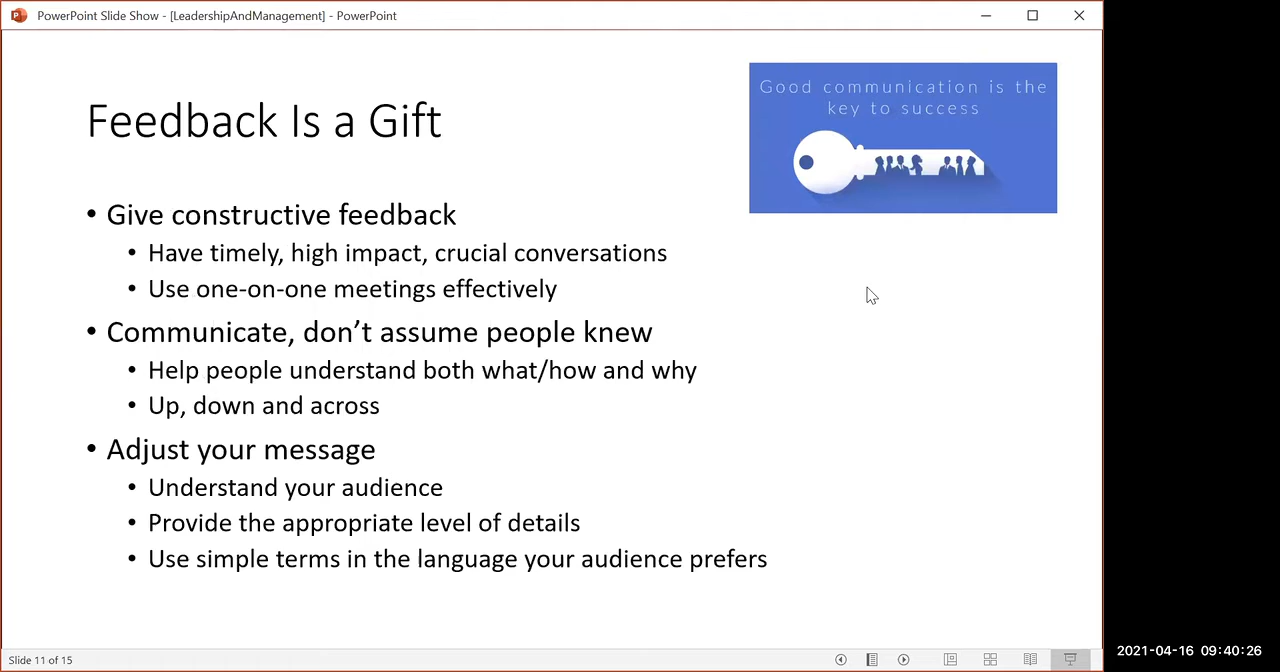 PowerPoint Slide Show - [LeadershipAndManagement] - PowerPoint
Good communication is the
key to success
Feedback Is a Gift
• Give constructive feedback
• Have timely, high impact, crucial conversations
• Use one-on-one meetings effectively
• Communicate, don’t assume people knew
• Help people understand both what/how and why
• Up, down and across
• Adjust your message
• Understand your audience
• Provide the appropriate level of details
• Use simple terms in the language your audience prefers
Slide 11 of 15
2021-04-16 09:40:26